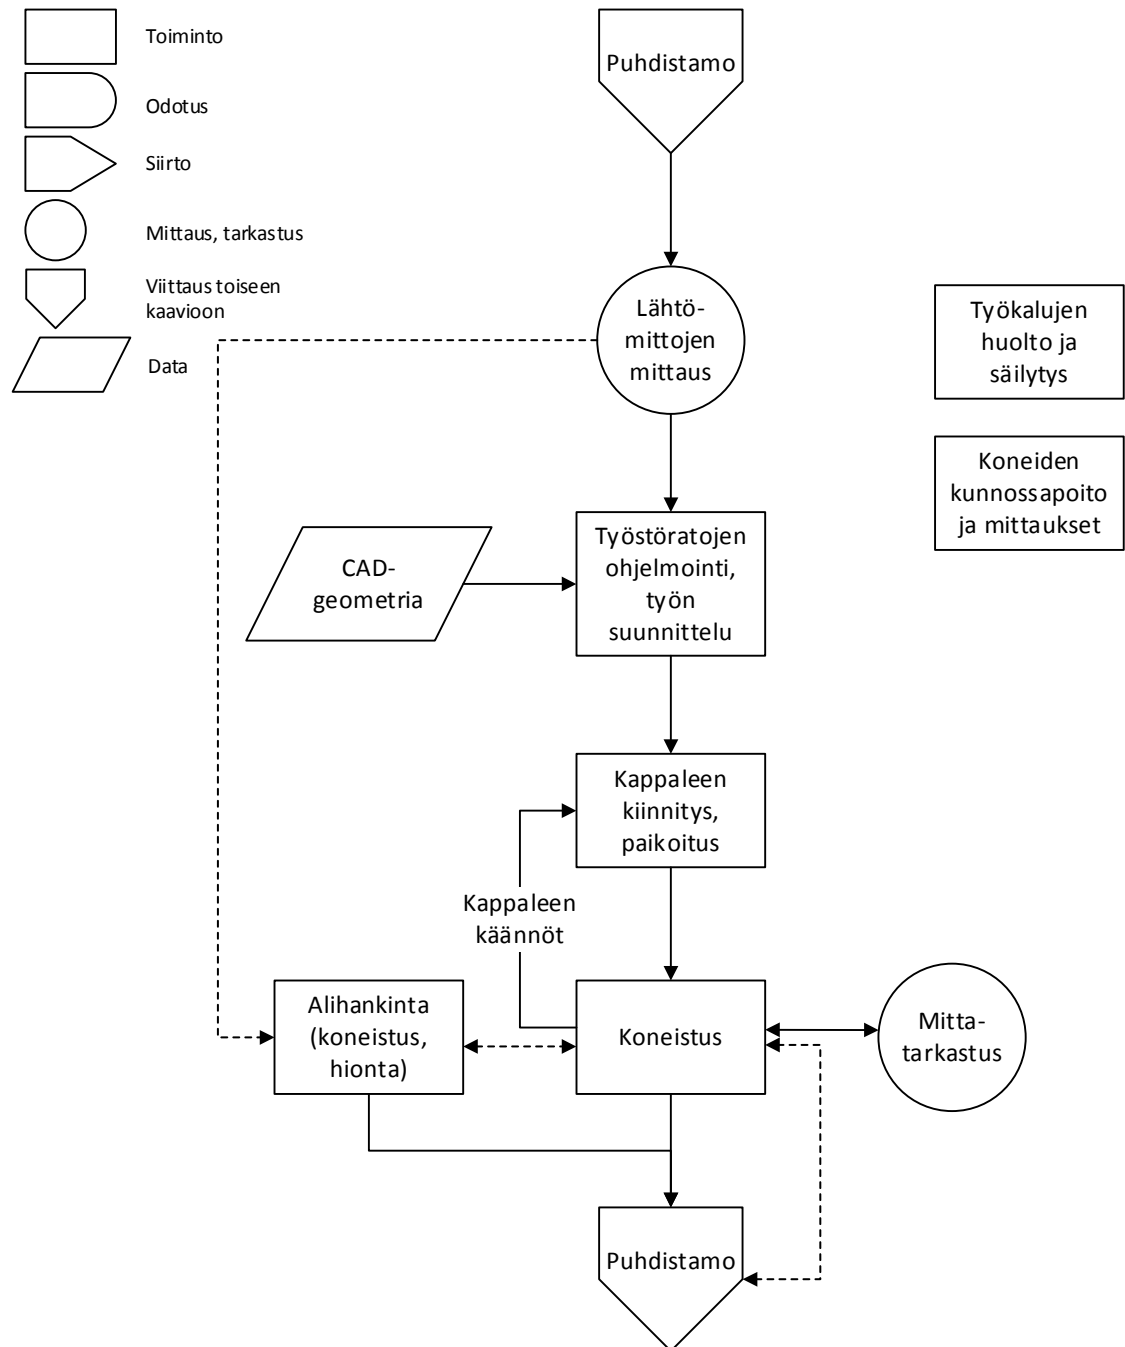 Toiminto
Odotus
Siirto
Mittaus, tarkastus
Viittaus toiseen
kaavioon
Data
Puhdistamo
Lähtö-
mittojen
mittaus
Työkalujen
huolto ja
säilytys
Koneiden
kunnossapoito
ja mittaukset
CAD-
geometria
Työstöratojen
ohjelmointi,
työn
suunnittelu
Kappaleen
kiinnitys,
paikoitus
Kappaleen
käännöt
Alihankinta
(koneistus,
hionta)
Koneistus
Mitta-
tarkastus
Puhdistamo